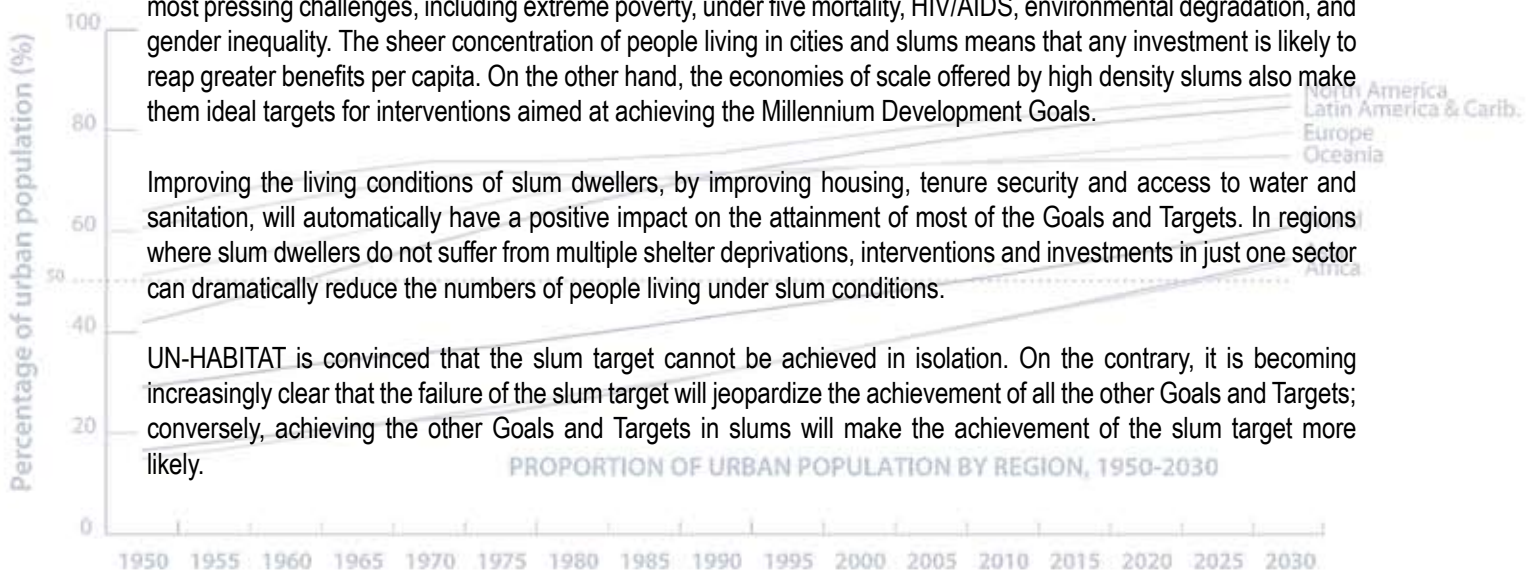 most pressing challenges, including extreme poverty, under five mortality, HIV/AIDS, environmental degradation, and
gender inequality. The sheer concentration of people living in cities and slums means that any investment is likely to
reap greater benefits per capita. On the other hand, the economies of scale offered by high density slums also make
them ideal targets for interventions aimed at achieving the Millennium Development Goals.
Improving the living conditions of slum dwellers, by improving housing, tenure security and access to water and
sanitation, will automatically have a positive impact on the attainment of most of the Goals and Targets. In regions
where slum dwellers do not suffer from multiple shelter deprivations, interventions and investments in just one sector
can dramatically reduce the numbers of people living under slum conditions.
UN-HABITAT is convinced that the slum target cannot be achieved in isolation. On the contrary, it is becoming
increasingly clear that the failure of the slum target will jeopardize the achievement of all the other Goals and Targets;
conversely, achieving the other Goals and Targets in slums will make the achievement of the slum target more
likely.
PROPORTION OF URBAN POPULATION BY REGION, 1950-2030
Percentage of urban population (%)
100
80
60
50
40
20
0
North America
Latin America & Carib.
Europe
Oceania
Africa
1950 1955 1960 1965 1970 1975 1980 1985 1990 1995 2000 2005 2010 2015 2020 2025 2030